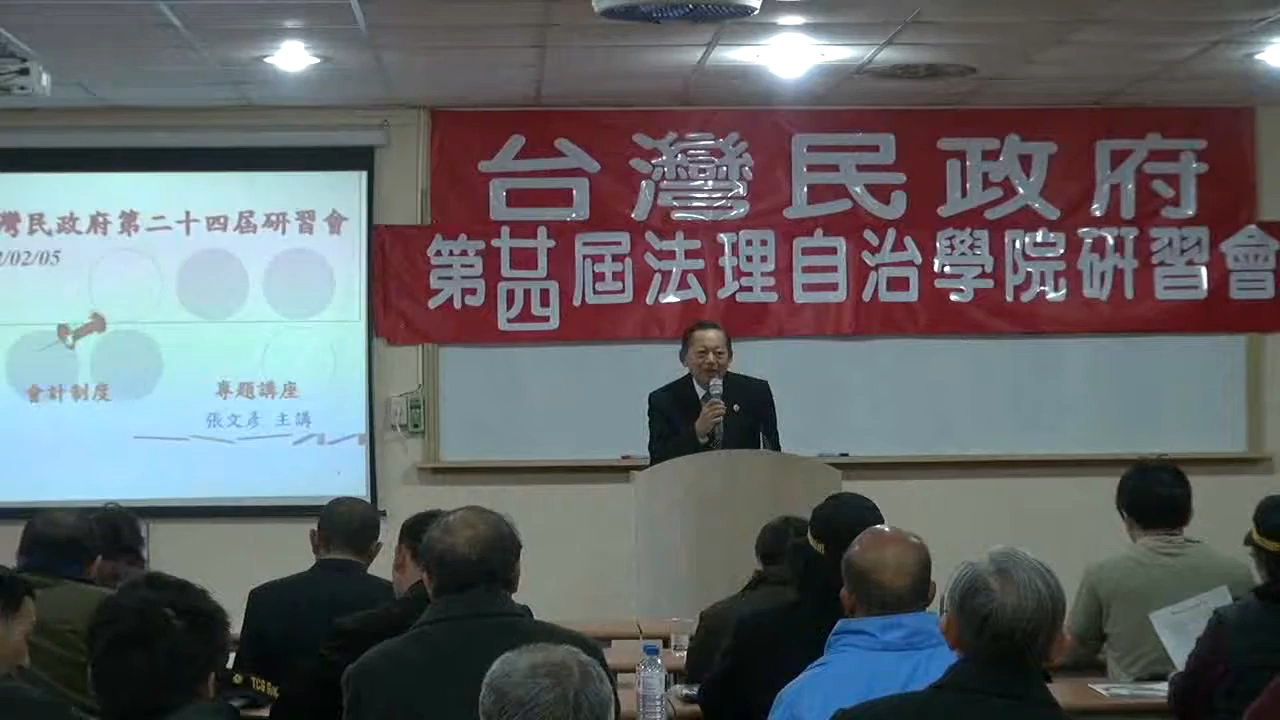 台灣民政府
第廿四屆法理自治學院研習會
灣民政府第二十四屆研習會
/02/05
會計制度
專題講座
張文彥 主講